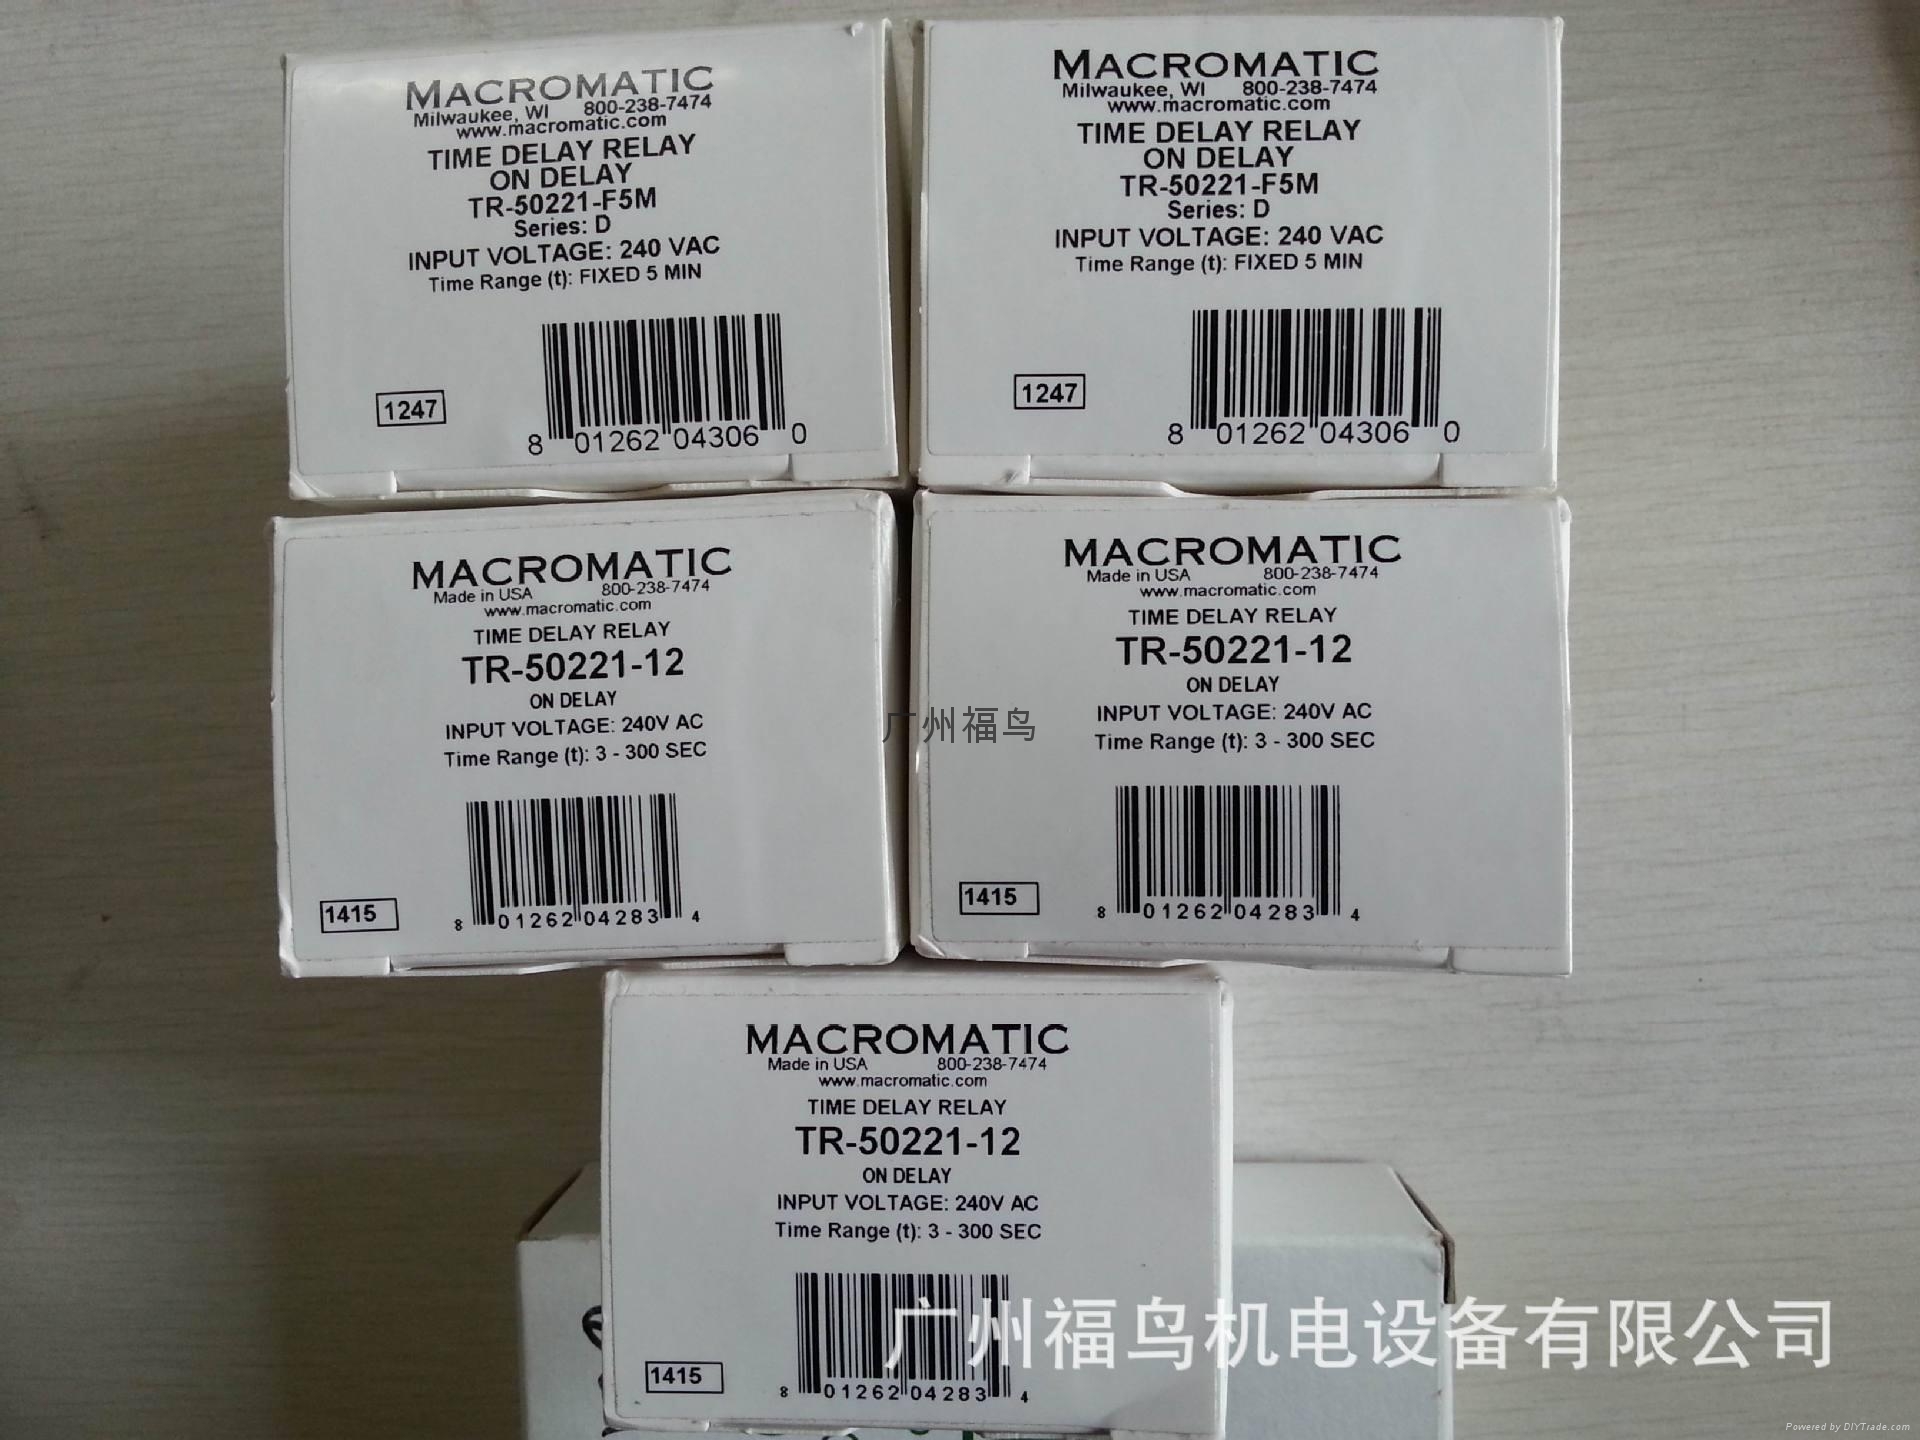 MACROMATIC
Milwaukee, WI 800-238-7474
www.macromatic.com
TIME DELAY RELAY
ON DELAY
TR-50221-F5M
Series: D
INPUT VOLTAGE: 240 VAC
Time Range (t): FIXED 5 MIN
1247
8 01262 04306 0
MACROMATIC
Milwaukee, WI 800-238-7474
www.macromatic.com
TIME DELAY RELAY
ON DELAY
TR-50221-F5M
Series: D
INPUT VOLTAGE: 240 VAC
Time Range (t): FIXED 5 MIN
1247
8 01262 04306 0
MACROMATIC
Made in USA 800-238-7474
www.macromatic.com
TIME DELAY RELAY
TR-50221-12
ON DELAY
INPUT VOLTAGE: 240V AC
Time Range (t): 3 - 300 SEC
1415
8 01262 04283 4
MACROMATIC
Made in USA 800-238-7474
www.macromatic.com
TIME DELAY RELAY
TR-50221-12
ON DELAY
INPUT VOLTAGE: 240V AC
Time Range (t): 3 - 300 SEC
1415
8 01262 04283 4
广州福鸟
MACROMATIC
Made in USA 800-238-7474
www.macromatic.com
TIME DELAY RELAY
TR-50221-12
ON DELAY
INPUT VOLTAGE: 240V AC
Time Range (t): 3 - 300 SEC
1415
8 01262 04283 4
广州福鸟机电设备有限公司
Powered by DIYTrade.com